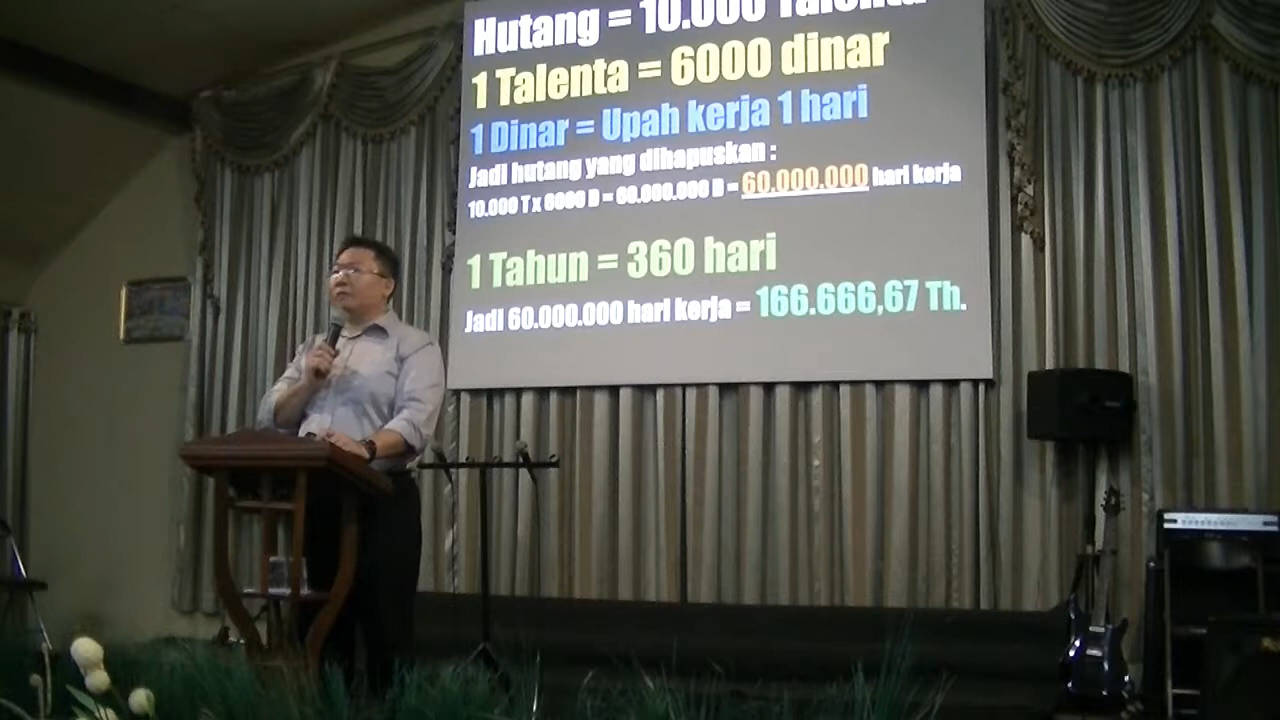 Hutang = 10.000 Talenta
1 Talenta = 6000 dinar
1 Dinar = Upah kerja 1 hari
Jadi hutang yang dihapuskan :
10.000 T x 6000 D = 60.000.000 D = 60.000.000 hari kerja
1 Tahun = 360 hari
Jadi 60.000.000 hari kerja = 166.666,67 Th.